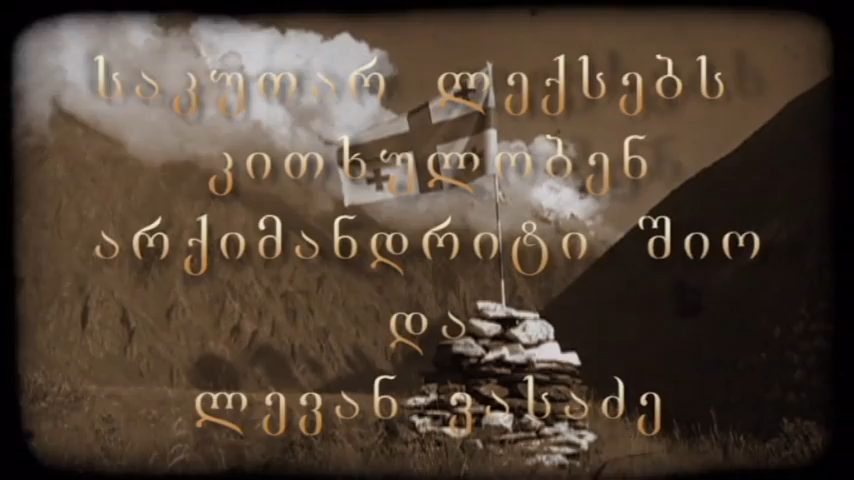 საკუთარ ლექსებს
კითხულობენ
არქიმანდრიტი შიო
და
ლევან ვასაძე